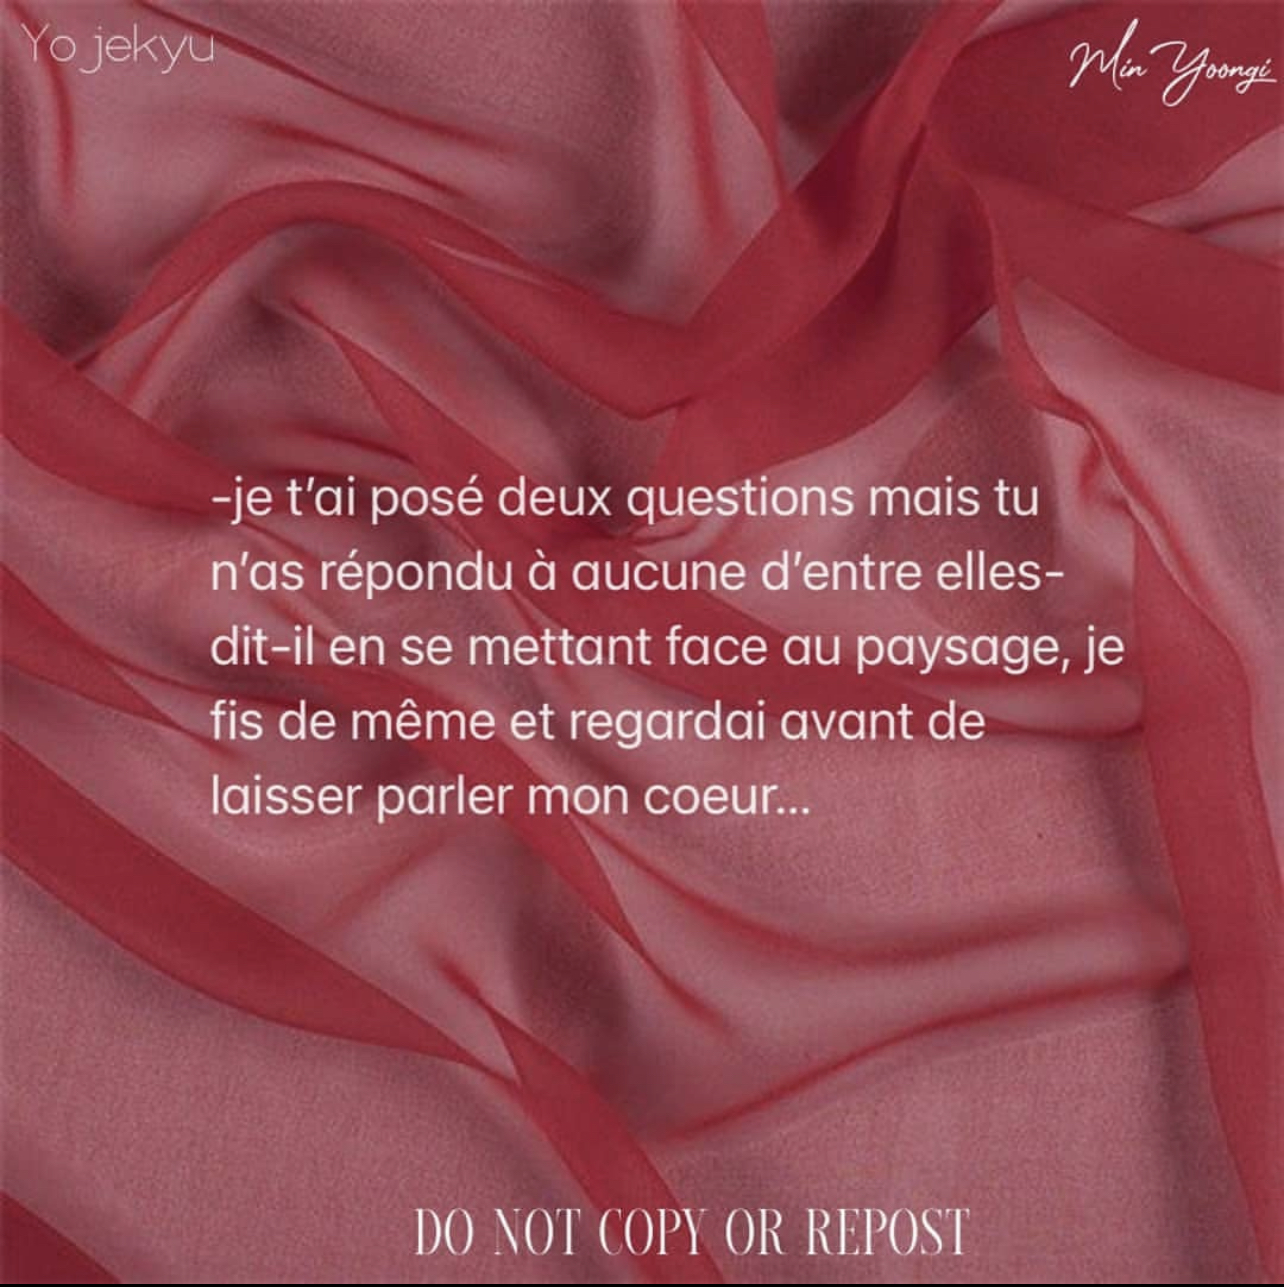 Yo jekyu
Min Yoongi
-je t’ai posé deux questions mais tu
n’as répondu à aucune d’entre elles-
dit-il en se mettant face au paysage, je
fis de même et regardai avant de
laisser parler mon coeur...
DO NOT COPY OR REPOST